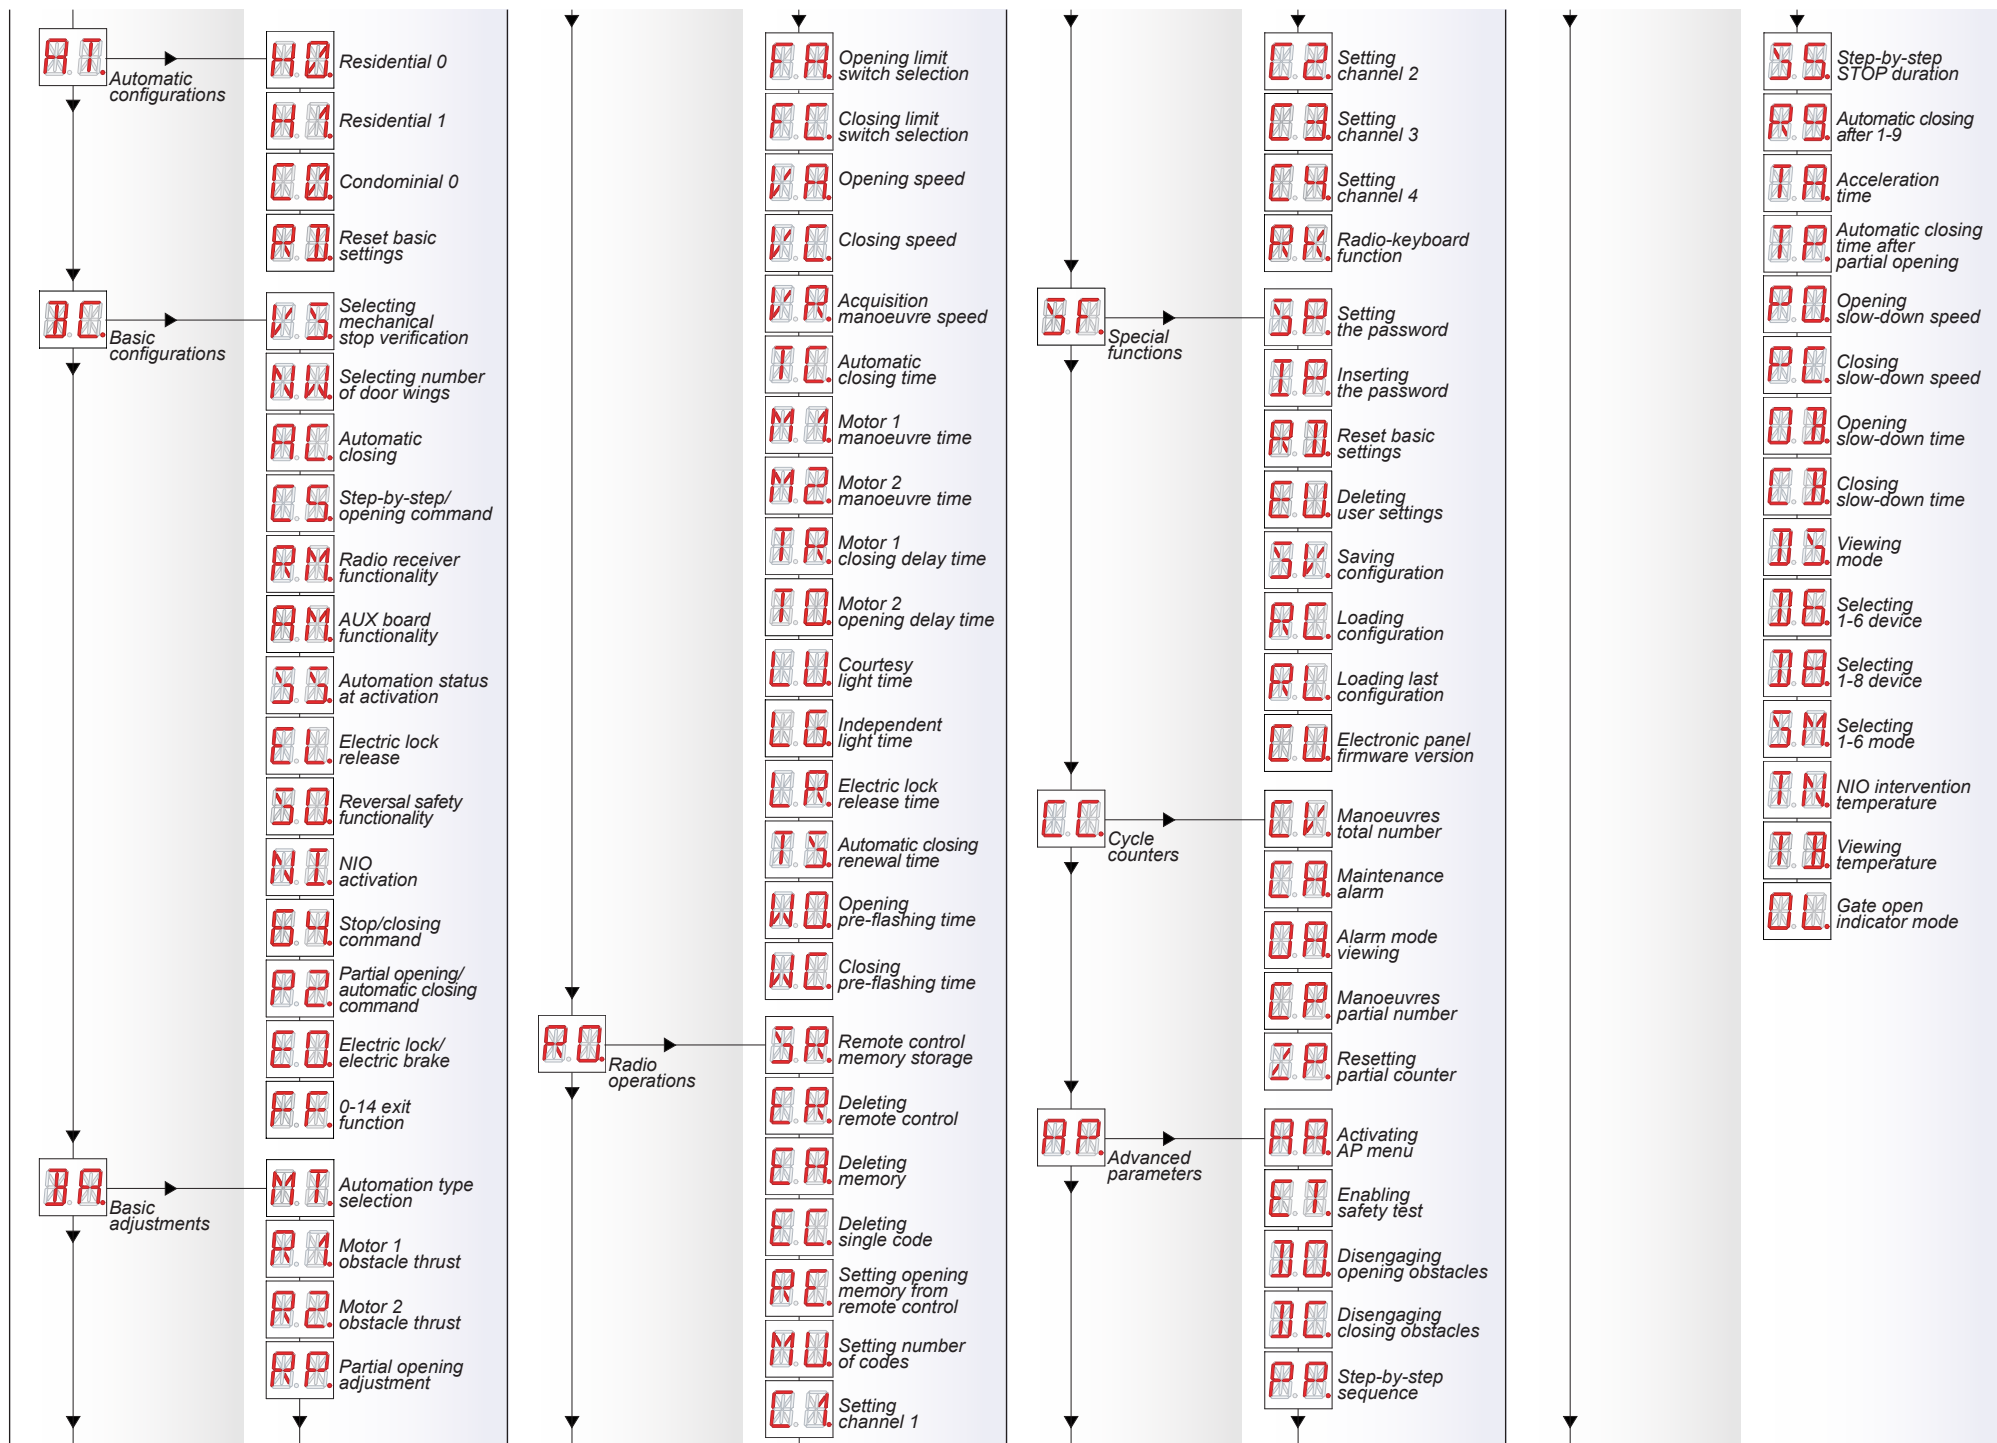 AT.
Automatic
configurations
H0.
Residential 0
H1.
Residential 1
C0.
Condominial 0
RD.
Reset basic
settings
BC.
Basic
configurations
VS.
Selecting
mechanical
stop verification
NW.
Selecting number
of door wings
AC.
Automatic
closing
C5.
Step-by-step/
opening command
RM.
Radio receiver
functionality
AM.
AUX board
functionality
SS.
Automation status
at activation
EL.
Electric lock
release
SO.
Reversal safety
functionality
NI.
NIO
activation
64.
Stop/closing
command
P2.
Partial opening/
automatic closing
command
EO.
Electric lock/
electric brake
FF.
0-14 exit
function
BA.
Basic
adjustments
MT.
Automation type
selection
R1.
Motor 1
obstacle thrust
R2.
Motor 2
obstacle thrust
RP.
Partial opening
adjustment
FA.
Opening limit
switch selection
FC.
Closing limit
switch selection
VA.
Opening speed
VC.
Closing speed
VR.
Acquisition
manoeuvre speed
TC.
Automatic
closing time
M1.
Motor 1
manoeuvre time
M2.
Motor 2
manoeuvre time
TR.
Motor 1
closing delay time
TO.
Motor 2
opening delay time
LU.
Courtesy
light time
LG.
Independent
light time
LR.
Electric lock
release time
TS.
Automatic closing
renewal time
WO.
Opening
pre-flashing time
WC.
Closing
pre-flashing time
RO.
Radio
operations
SR.
Remote control
memory storage
ER.
Deleting
remote control
EA.
Deleting
memory
EC.
Deleting
single code
RE.
Setting opening
memory from
remote control
MU.
Setting number
of codes
C1.
Setting
channel 1
C2.
Setting
channel 2
C3.
Setting
channel 3
C4.
Setting
channel 4
RK.
Radio-keyboard
function
SF.
Special
functions
SP.
Setting
the password
IP.
Inserting
the password
RD.
Reset basic
settings
EU.
Deleting
user settings
SV.
Saving
configuration
RC.
Loading
configuration
RL.
Loading last
configuration
CU.
Electronic panel
firmware version
CC.
Cycle
counters
CV.
Manoeuvres
total number
CA.
Maintenance
alarm
OA.
Alarm mode
viewing
CP.
Manoeuvres
partial number
ZP.
Resetting
partial counter
AP.
Advanced
parameters
AA.
Activating
AP menu
ET.
Enabling
safety test
DO.
Disengaging
opening obstacles
DC.
Disengaging
closing obstacles
PP.
Step-by-step
sequence
S5.
Step-by-step
STOP duration
R9.
Automatic closing
after 1-9
TA.
Acceleration
time
TP.
Automatic closing
time after
partial opening
PO.
Opening
slow-down speed
PC.
Closing
slow-down speed
OB.
Opening
slow-down time
CB.
Closing
slow-down time
DS.
Viewing
mode
D6.
Selecting
1-6 device
D8.
Selecting
1-8 device
SM.
Selecting
1-6 mode
TN.
NIO intervention
temperature
TB.
Viewing
temperature
OL.
Gate open
indicator mode